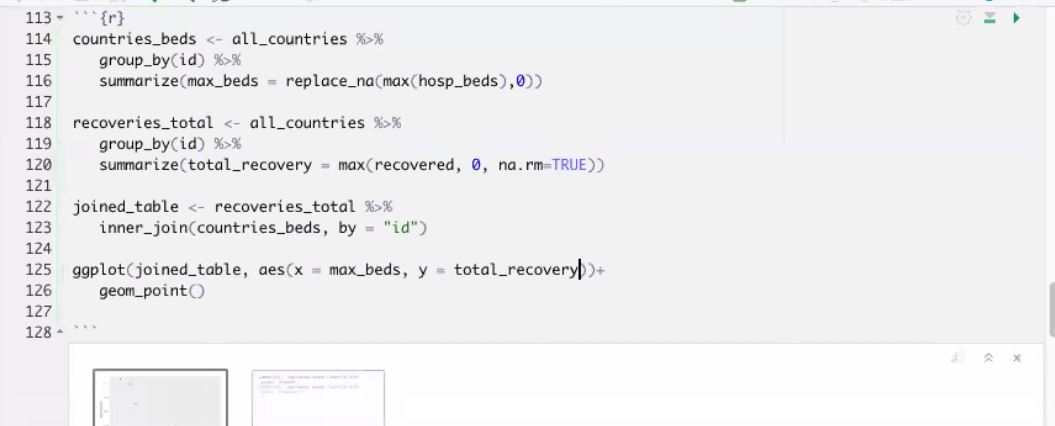 113 ```{r}
114 countries_beds <- all_countries %>%
115 group_by(id) %>%
116 summarize(max_beds = replace_na(max(hosp_beds),0))
117
118 recoveries_total <- all_countries %>%
119 group_by(id) %>%
120 summarize(total_recovery = max(recovered, 0, na.rm=TRUE))
121
122 joined_table <- recoveries_total %>%
123 inner_join(countries_beds, by = "id")
124
125 ggplot(joined_table, aes(x = max_beds, y = total_recovery))+
126 geom_point()
127
128 ```